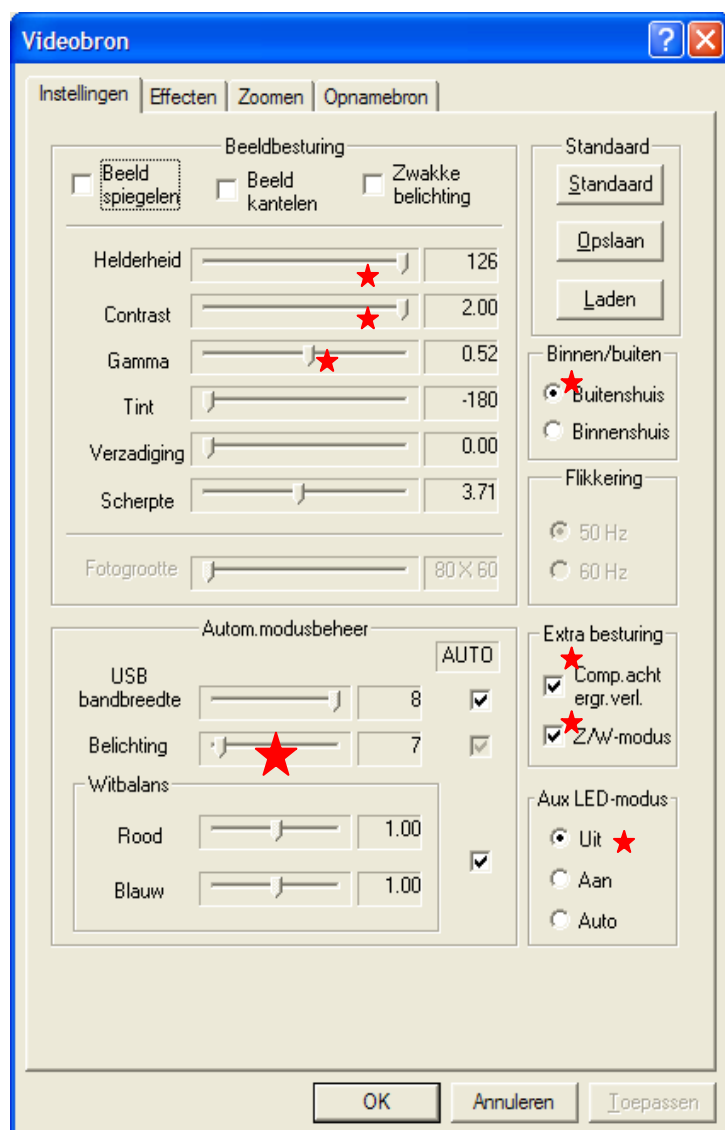 Videobron
Instellingen Effecten Zoomen Opnamebron
Beeldbesturing
Beeld spiegelen
Beeld kantelen
Zwakke belichting
Helderheid 126
Contrast 2.00
Gamma 0.52
Tint -180
Verzadiging 0.00
Scherpte 3.71
Fotogrootte 80 X 60
Standaard
Standaard
Opslaan
Laden
Binnen/buiten
Buitenshuis
Binnenshuis
Flikkering
50 Hz
60 Hz
Autom.modusbeheer
AUTO
USB
bandbreedte 8
Belichting 7
Witbalans
Rood 1.00
Blauw 1.00
Extra besturing
Comp.acht
ergr.verl.
Z/W-modus
Aux LED-modus
Uit
Aan
Auto
OK Annuleren Toepassen